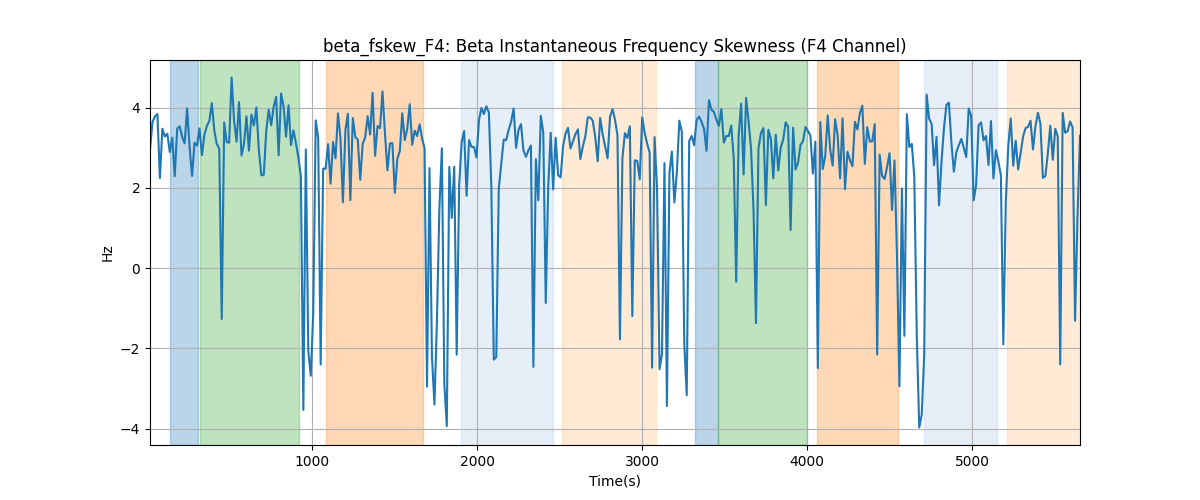 beta_fskew_F4: Beta Instantaneous Frequency Skewness (F4 Channel)
Hz
4
2
0
−2
−4
1000 2000 3000 4000 5000
Time(s)